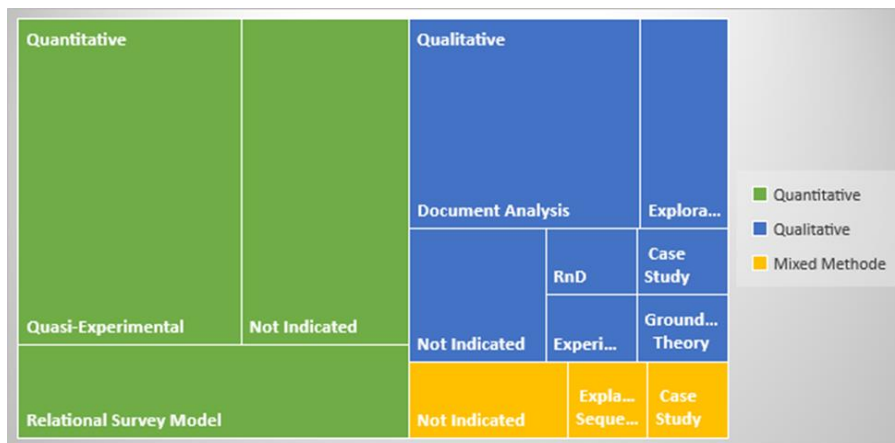 Quantitative
Quasi-Experimental
Not Indicated
Relational Survey Model
Qualitative
Document Analysis
Explora...
Not Indicated
RnD
Case
Study
Experi...
Ground...
Theory
Not Indicated
Expla...
Seque...
Case
Study
Quantitative
Qualitative
Mixed Methode